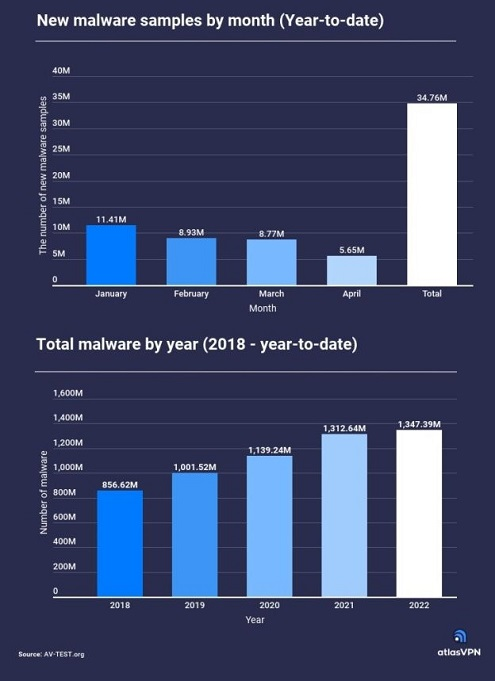 New malware samples by month (Year-to-date)
The number of new malware samples
40M
35M
30M
25M
20M
15M
10M
5M
0
11.41M
8.93M
8.77M
5.65M
34.76M
January
February
March
April
Total
Month
Total malware by year (2018 - year-to-date)
Number of malware
1,600M
1,400M
1,200M
1,000M
800M
600M
400M
200M
0
856.62M
1,001.52M
1,139.24M
1,312.64M
1,347.39M
2018
2019
2020
2021
2022
Year
Source: AV-TEST.org
atlasVPN